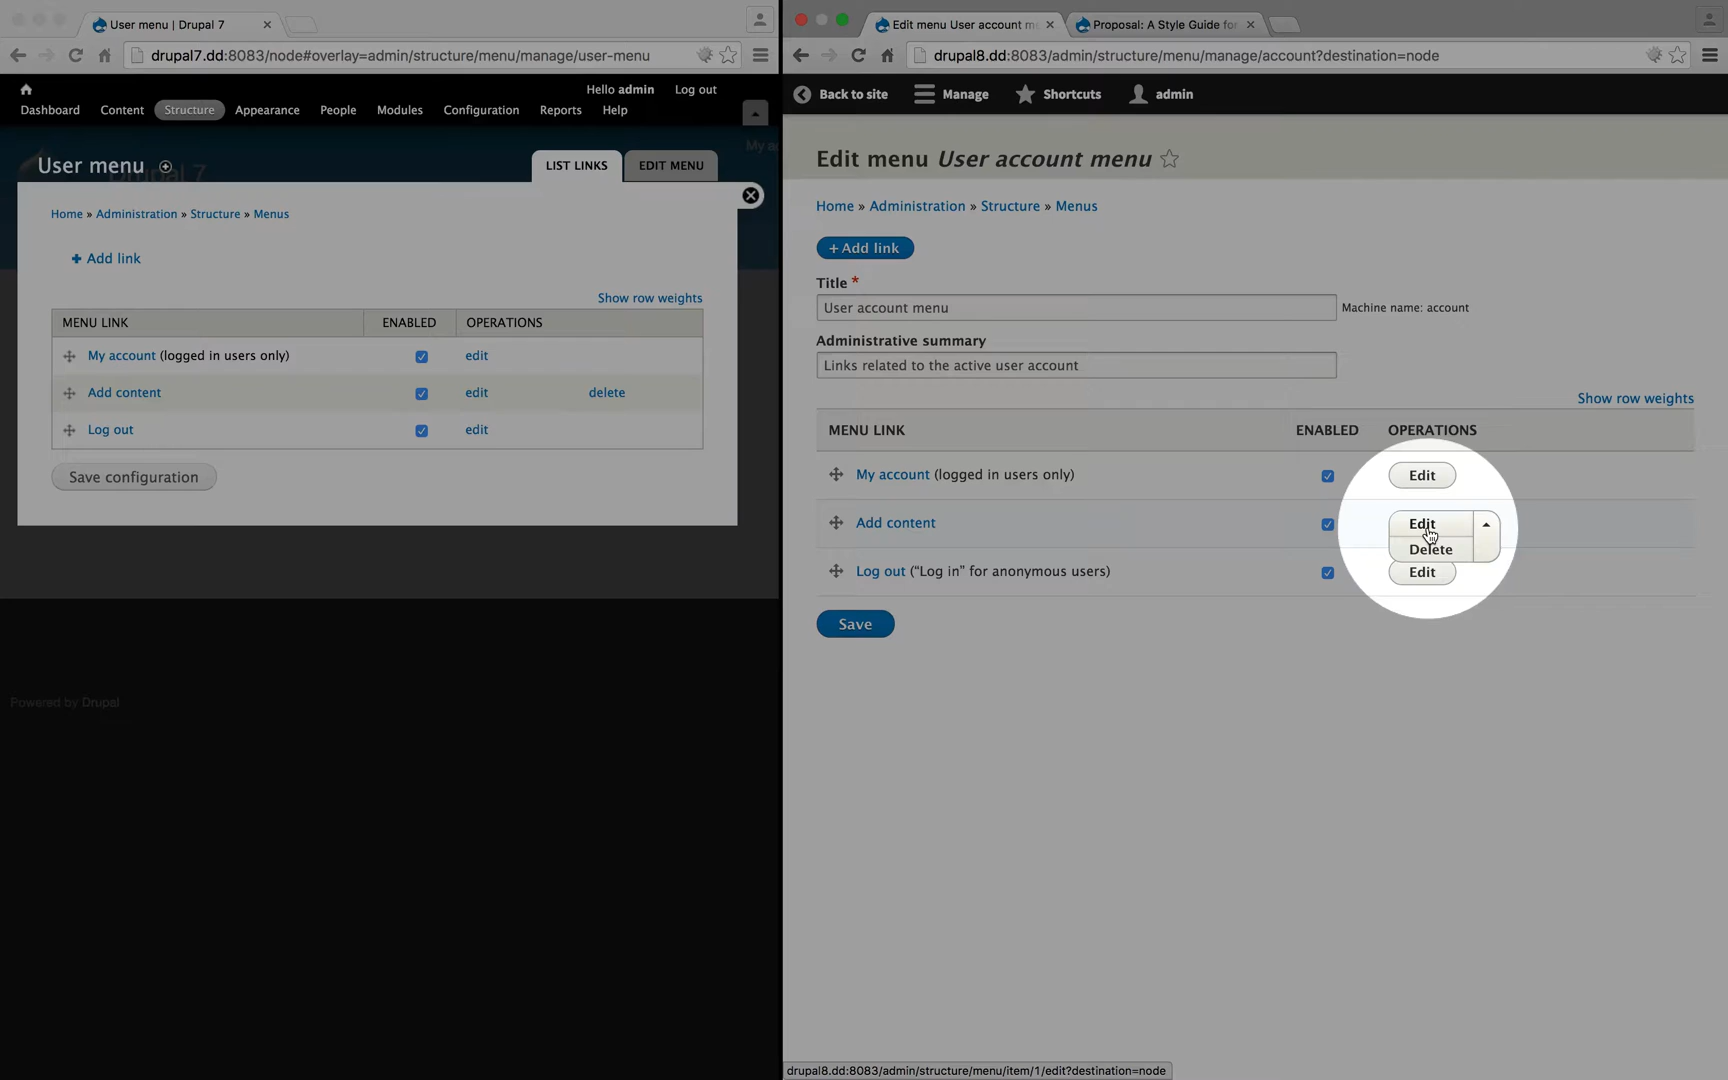 User menu | Drupal 7
drupal7.dd:8083/node#overlay=admin/structure/menu/manage/user-menu
Hello admin Log out
Dashboard Content Structure Appearance People Modules Configuration Reports Help
My a
User menu
Drupal 7
LIST LINKS EDIT MENU
Home » Administration » Structure » Menus
+ Add link
Show row weights
MENU LINK ENABLED OPERATIONS
My account (logged in users only) edit
Add content edit delete
Log out edit
Save configuration
Powered by Drupal
Edit menu User account m
Proposal: A Style Guide for
drupal8.dd:8083/admin/structure/menu/manage/account?destination=node
Back to site Manage Shortcuts admin
Edit menu User account menu
Home » Administration » Structure » Menus
+ Add link
Title *
User account menu Machine name: account
Administrative summary
Links related to the active user account
Show row weights
MENU LINK ENABLED OPERATIONS
My account (logged in users only) Edit
Add content Edit
Delete
Log out (“Log in” for anonymous users) Edit
Save
drupal8.dd:8083/admin/structure/menu/item/1/edit?destination=node